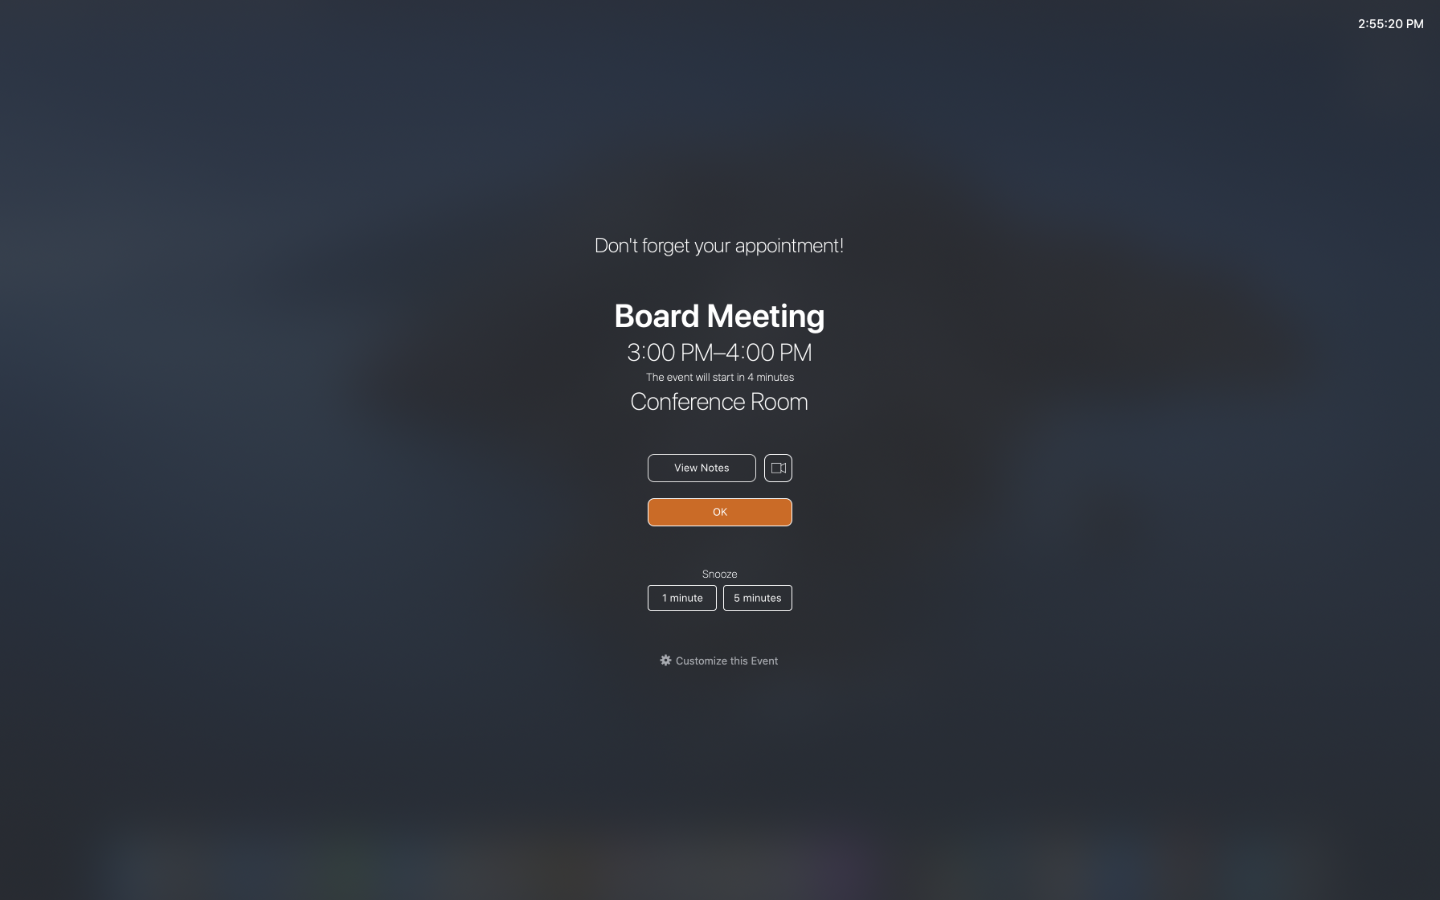 2:55:20 PM
Don't forget your appointment!
Board Meeting
3:00 PM–4:00 PM
The event will start in 4 minutes
Conference Room
View Notes
OK
Snooze
1 minute
5 minutes
Customize this Event